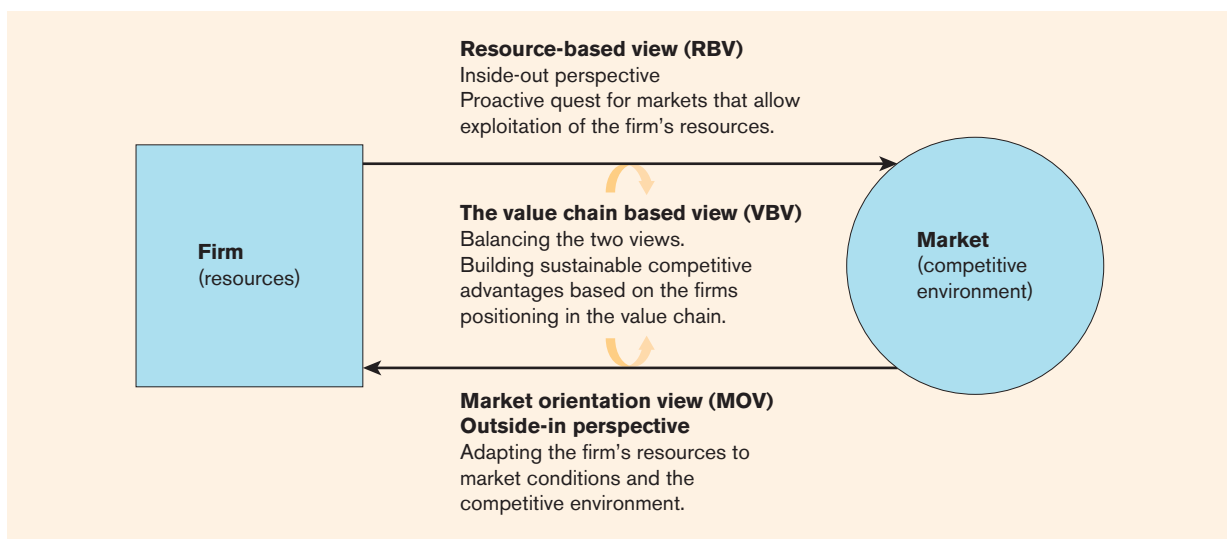 Resource-based view (RBV)
Inside-out perspective
Proactive quest for markets that allow
exploitation of the firm's resources.
Firm
(resources)
The value chain based view (VBV)
Balancing the two views.
Building sustainable competitive
advantages based on the firms
positioning in the value chain.
Market
(competitive
environment)
Market orientation view (MOV)
Outside-in perspective
Adapting the firm's resources to
market conditions and the
competitive environment.